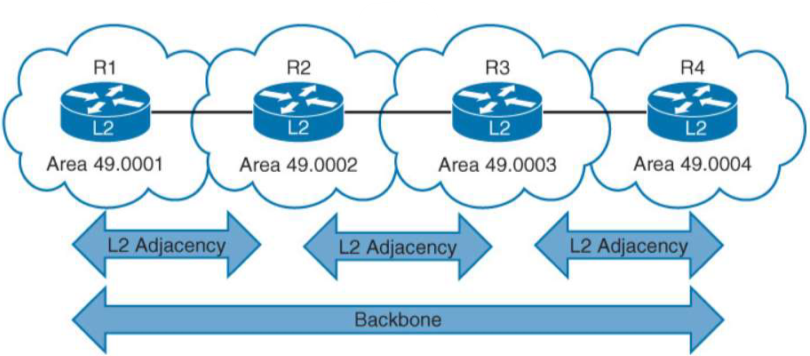 R1 R2 R3 R4
L2 L2 L2 L2
Area 49.0001 Area 49.0002 Area 49.0003 Area 49.0004
L2 Adjacency L2 Adjacency L2 Adjacency
Backbone